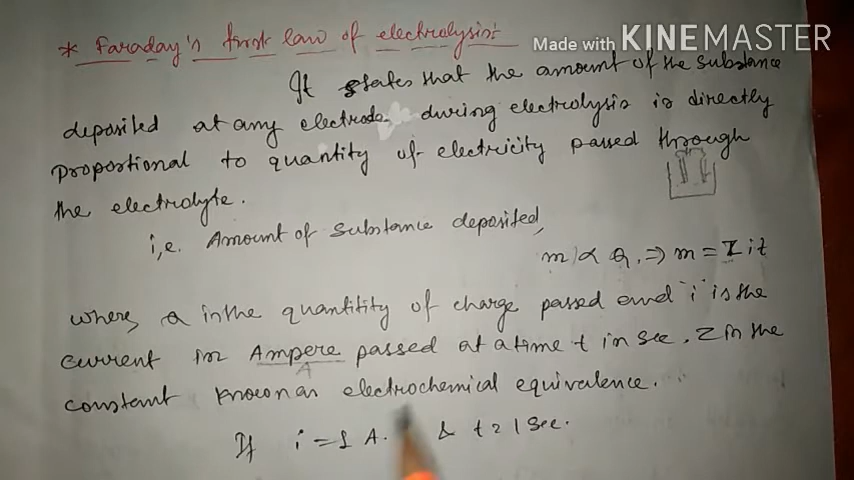 * Faraday's first law of electrolysis:
Made with KINEMASTER
It states that the amount of the substance
deposited at any electrode during electrolysis is directly
proportional to quantity of electricity passed through
the electrolyte.
i,e. Amount of substance deposited,
m ∝ Q, ⇒ m = Z i t
where, Q is the quantitity of charge passed and "i" is the
current in Ampere passed at a time t in sec, Z is the
A
constant known as electrochemical equivalence.
If i = 1 A. & t = 1 sec.